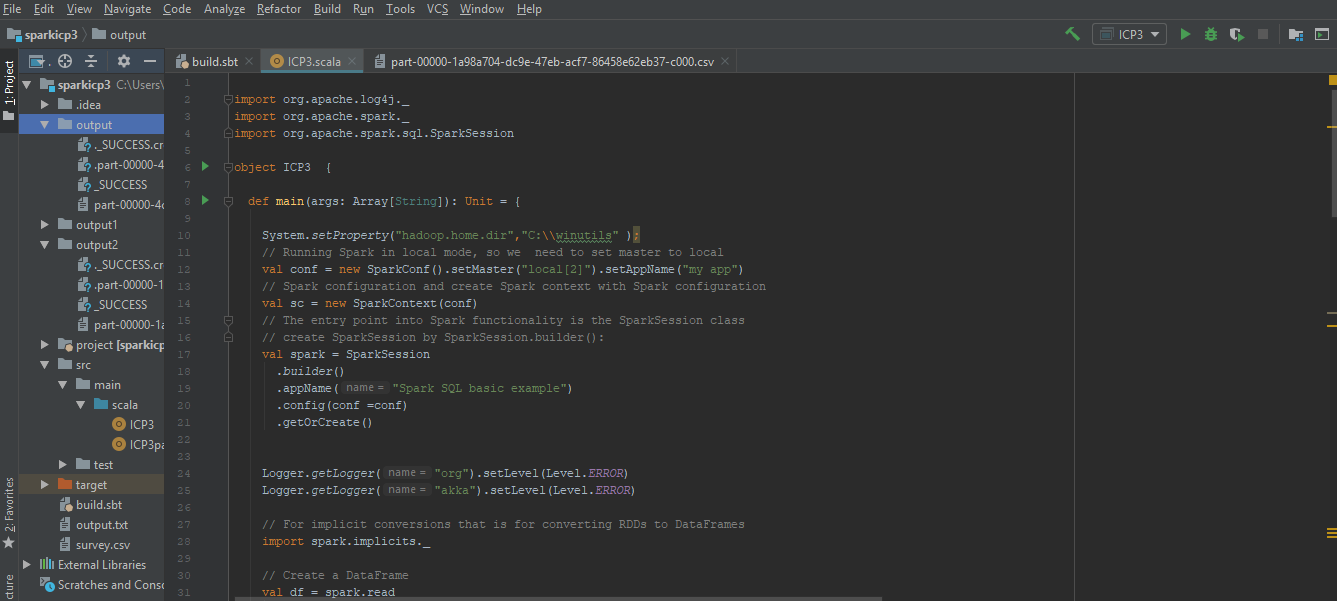 File Edit View Navigate Code Analyze Refactor Build Run Tools VCS Window Help
sparkicp3 output
ICP3
1: Project
2: Favorites
cture
sparkicp3 C:\Users\
.idea
output
._SUCCESS.cr
.part-00000-4
_SUCCESS
part-00000-4c
output1
output2
._SUCCESS.cr
.part-00000-1
_SUCCESS
part-00000-1a
project [sparkicp
src
main
scala
ICP3
ICP3pa
test
target
build.sbt
output.txt
survey.csv
External Libraries
Scratches and Consc
build.sbt ICP3.scala part-00000-1a98a704-dc9e-47eb-acf7-86458e62eb37-c000.csv
1
2 import org.apache.log4j._
3 import org.apache.spark._
4 import org.apache.spark.sql.SparkSession
5
6 object ICP3 {
7
8 def main(args: Array[String]): Unit = {
9
10 System.setProperty("hadoop.home.dir","C:\\winutils" );
11 // Running Spark in local mode, so we need to set master to local
12 val conf = new SparkConf().setMaster("local[2]").setAppName("my app")
13 // Spark configuration and create Spark context with Spark configuration
14 val sc = new SparkContext(conf)
15 // The entry point into Spark functionality is the SparkSession class
16 // create SparkSession by SparkSession.builder():
17 val spark = SparkSession
18 .builder()
19 .appName( name = "Spark SQL basic example")
20 .config(conf =conf)
21 .getOrCreate()
22
23
24 Logger.getLogger( name = "org").setLevel(Level.ERROR)
25 Logger.getLogger( name = "akka").setLevel(Level.ERROR)
26
27 // For implicit conversions that is for converting RDDs to DataFrames
28 import spark.implicits._
29
30 // Create a DataFrame
31 val df = spark.read